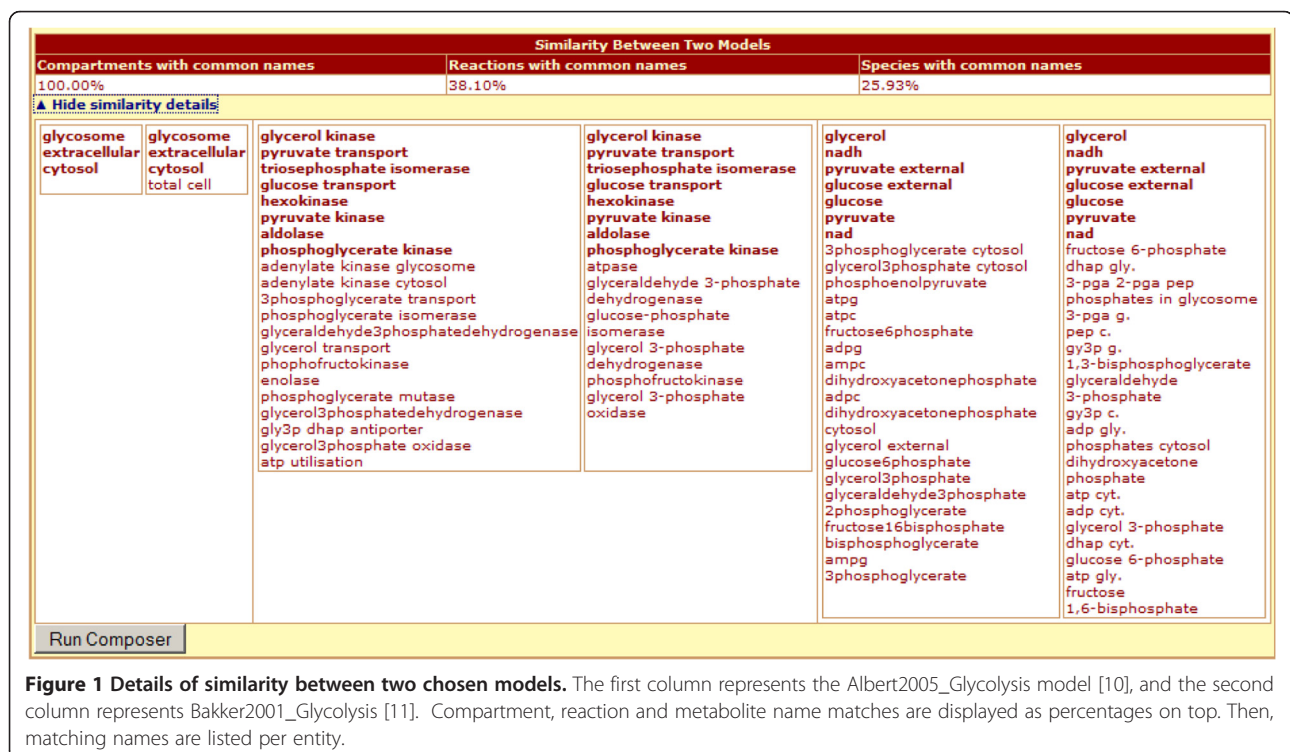 Similarity Between Two Models
Compartments with common names Reactions with common names Species with common names
100.00% 38.10% 25.93%
▲ Hide similarity details
glycosome
extracellular
cytosol
glycosome
extracellular
cytosol
total cell
glycerol kinase
pyruvate transport
triosephosphate isomerase
glucose transport
hexokinase
pyruvate kinase
aldolase
phosphoglycerate kinase
adenylate kinase glycosome
adenylate kinase cytosol
3phosphoglycerate transport
phosphoglycerate isomerase
glyceraldehyde3phosphatedehydrogenase
glycerol transport
phophofructokinase
enolase
phosphoglycerate mutase
glycerol3phosphatedehydrogenase
gly3p dhap antiporter
glycerol3phosphate oxidase
atp utilisation
glycerol kinase
pyruvate transport
triosephosphate isomerase
glucose transport
hexokinase
pyruvate kinase
aldolase
phosphoglycerate kinase
atpase
glyceraldehyde 3-phosphate
dehydrogenase
glucose-phosphate
isomerase
glycerol 3-phosphate
dehydrogenase
phosphofructokinase
glycerol 3-phosphate
oxidase
glycerol
nadh
pyruvate external
glucose external
glucose
pyruvate
nad
3phosphoglycerate cytosol
glycerol3phosphate cytosol
phosphoenolpyruvate
atpg
atpc
fructose6phosphate
adpg
ampc
dihydroxyacetonephosphate
adpc
dihydroxyacetonephosphate
cytosol
glycerol external
glucose6phosphate
glycerol3phosphate
glyceraldehyde3phosphate
2phosphoglycerate
fructose16bisphosphate
bisphosphoglycerate
ampg
3phosphoglycerate
glycerol
nadh
pyruvate external
glucose external
glucose
pyruvate
nad
fructose 6-phosphate
dhap gly.
3-pga 2-pga pep
phosphates in glycosome
3-pga g.
pep c.
gy3p g.
1,3-bisphosphoglycerate
glyceraldehyde
3-phosphate
gy3p c.
adp gly.
phosphates cytosol
dihydroxyacetone
phosphate
atp cyt.
adp cyt.
glycerol 3-phosphate
dhap cyt.
glucose 6-phosphate
atp gly.
fructose
1,6-bisphosphate
Run Composer
Figure 1 Details of similarity between two chosen models. The first column represents the Albert2005_Glycolysis model [10], and the second
column represents Bakker2001_Glycolysis [11]. Compartment, reaction and metabolite name matches are displayed as percentages on top. Then,
matching names are listed per entity.